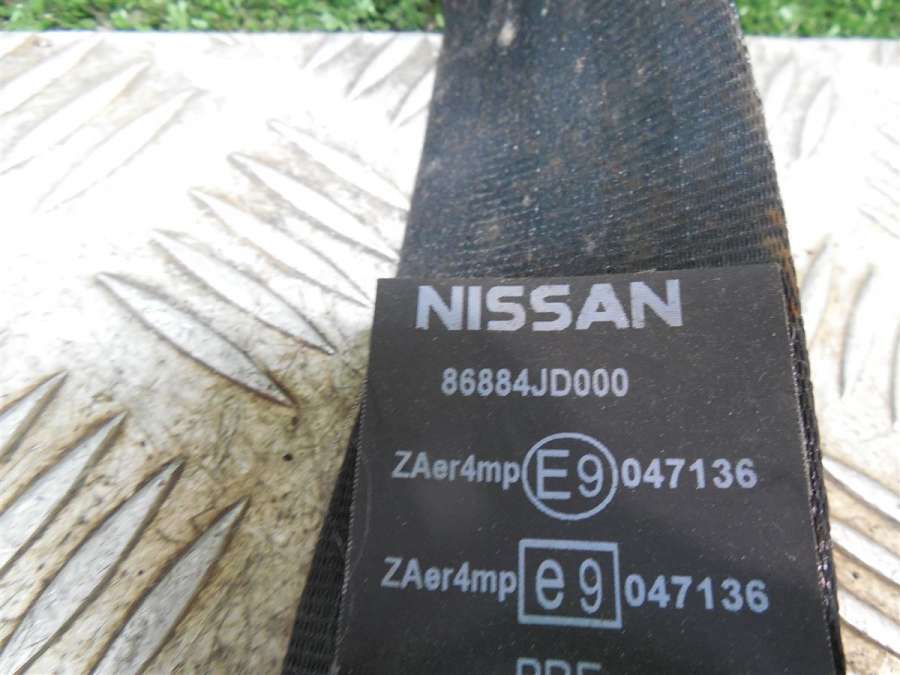 NISSAN
86884JD000
ZAer4mp E9 047136
ZAer4mp e9 047136